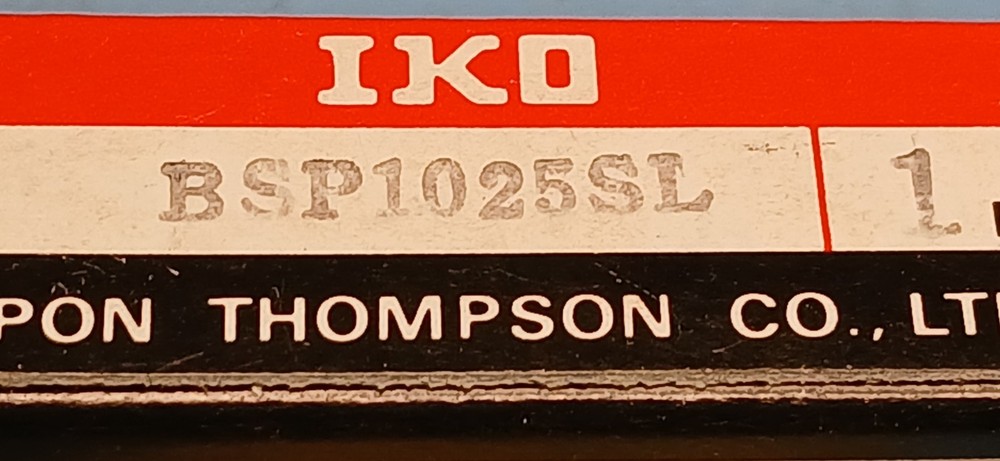 IKO
BSP1025SL 1
PON THOMPSON CO., LT